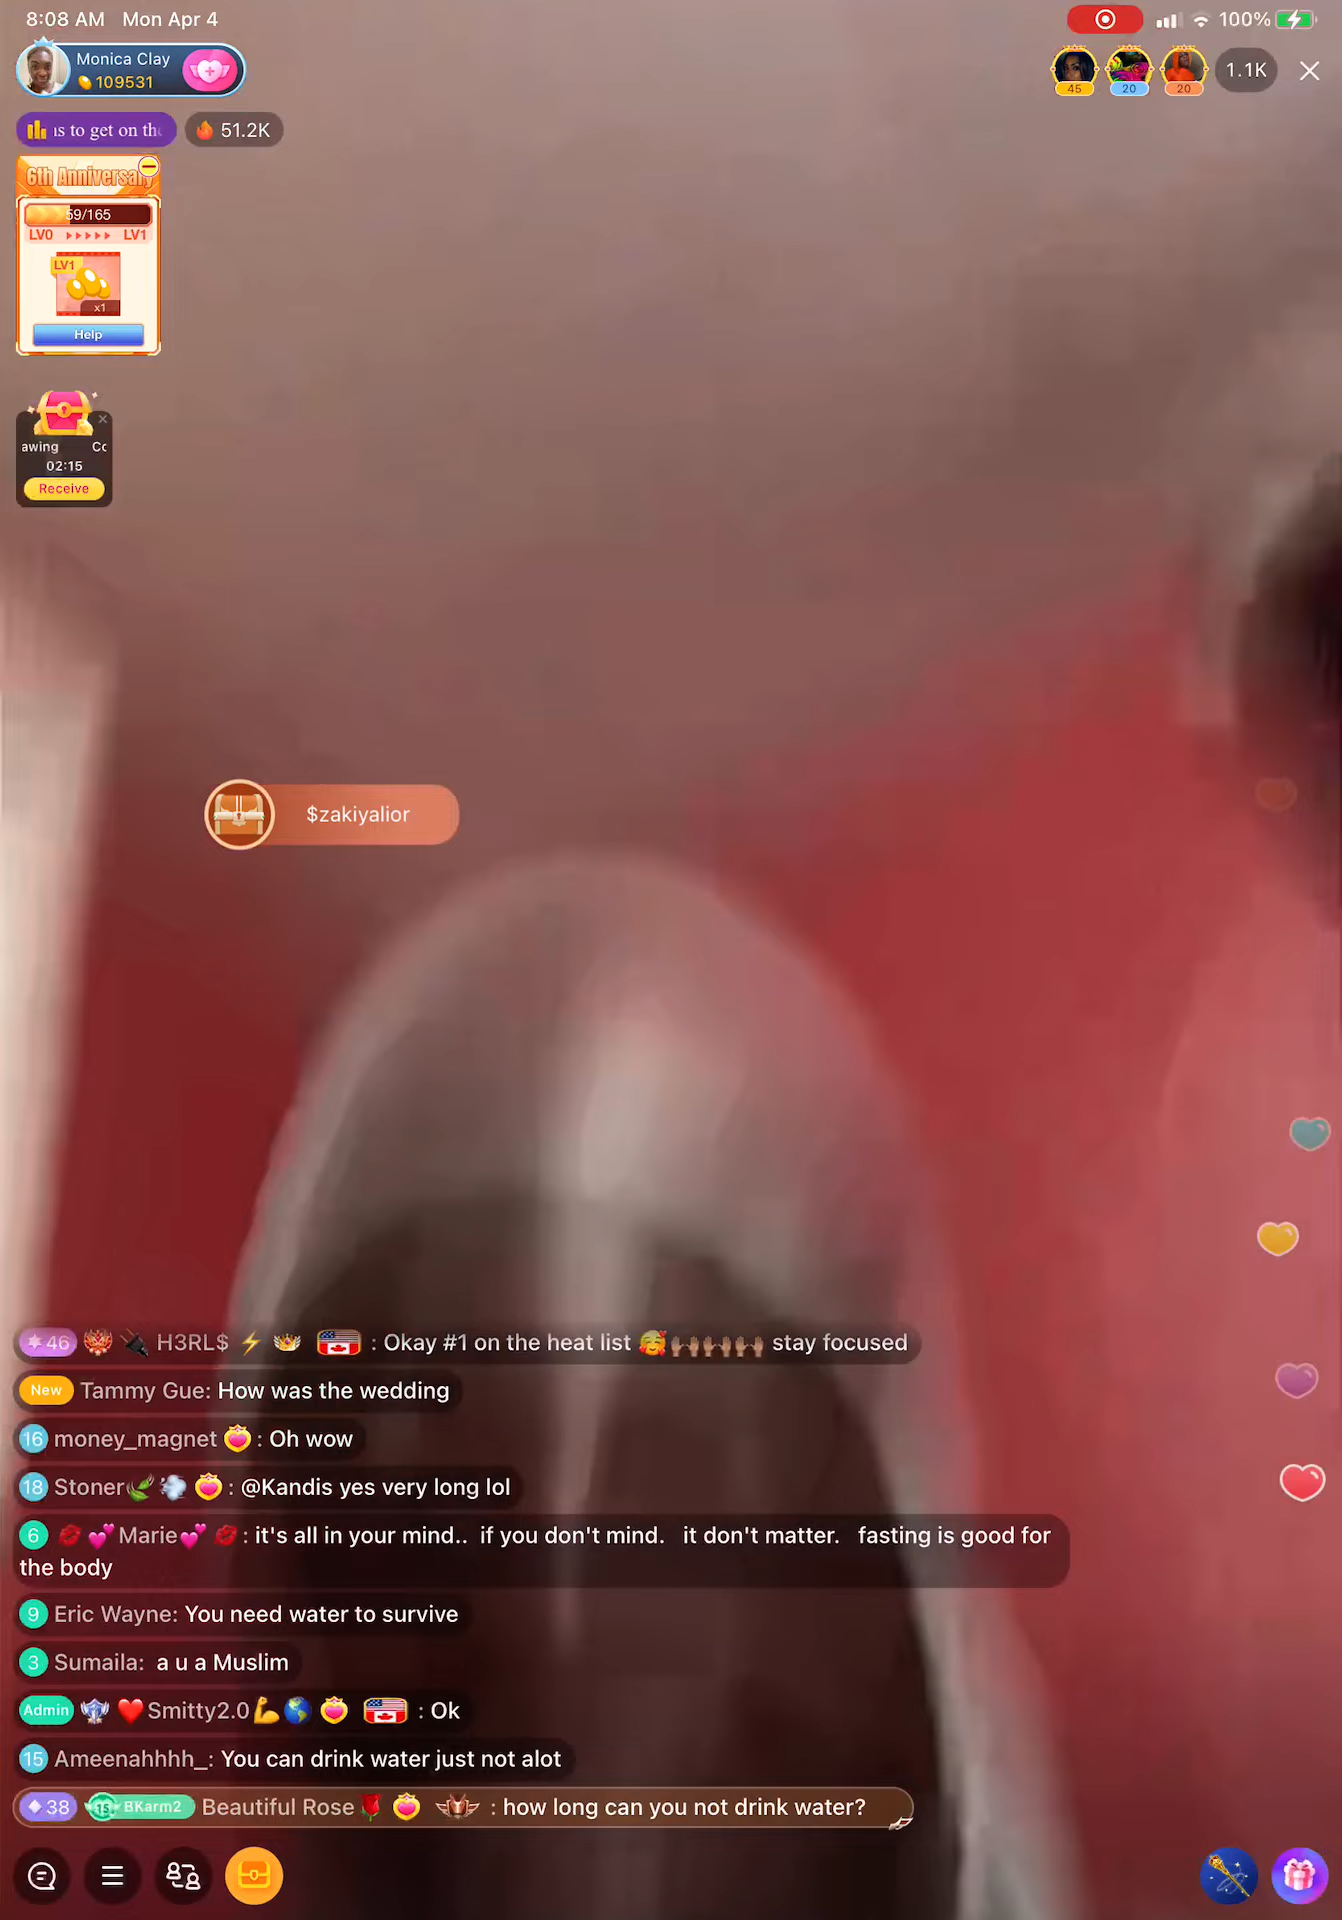 8:08 AM Mon Apr 4
100%
Monica Clay
109531
45
20
20
1.1K
to get on
51.2K
6th Anniversary
59/165
LV0 LV1
LV1
x1
Help
awing
02:15
Receive
$zakiyalior
46 H3RL$ : Okay #1 on the heat list 🥰🙌🏽🙌🏽🙌🏽🙌🏽 stay focused
New Tammy Gue: How was the wedding
16 money_magnet : Oh wow
18 Stoner🌿💨 : @Kandis yes very long lol
6 💋💕Marie💕💋: it's all in your mind.. if you don't mind. it don't matter. fasting is good for
the body
9 Eric Wayne: You need water to survive
3 Sumaila: a u a Muslim
Admin ❤️Smitty2.0💪🌎 : Ok
15 Ameenahhhh_: You can drink water just not alot
38 15 BKarm2 Beautiful Rose🌹 : how long can you not drink water?